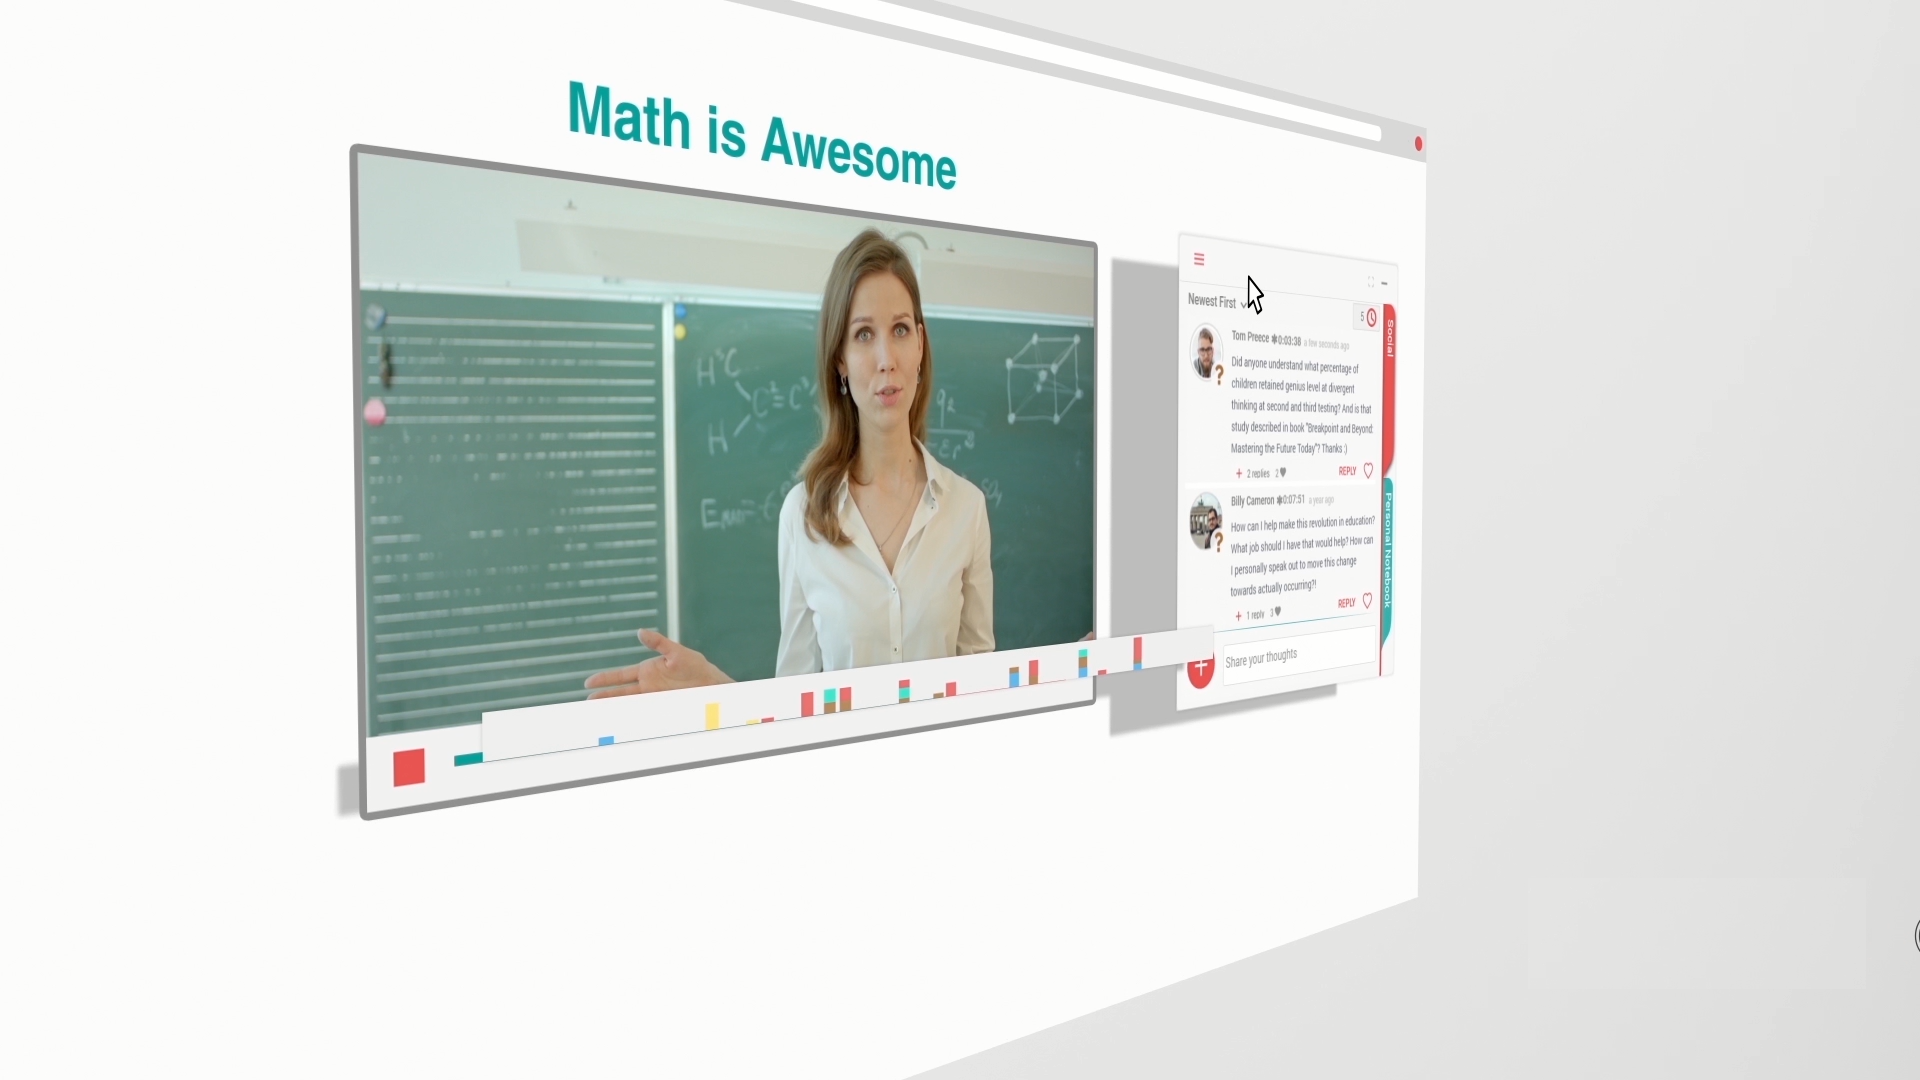 Math is Awesome
Newest First
5
Tom Preece ✱0:03:38 a few seconds ago
Did anyone understand what percentage of
children retained genius level at divergent
thinking at second and third testing? And is that
study described in book "Breakpoint and Beyond:
Mastering the Future Today"? Thanks :)
+ 2 replies 2 REPLY
Billy Cameron ✱0:07:51 a year ago
How can I help make this revolution in education?
What job should I have that would help? How can
I personally speak out to move this change
towards actually occurring?!
+ 1 reply 3 REPLY
Share your thoughts
Social
Personal Notebook
H C
C = C
H